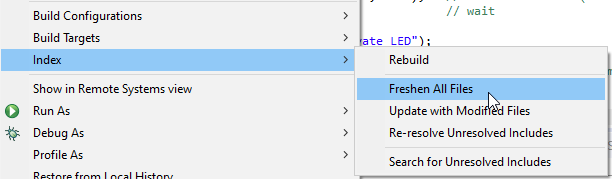 Build Configurations
// wait
Build Targets
ate LED");
Index
Rebuild
Freshen All Files
Show in Remote Systems view
Update with Modified Files
Run As
Re-resolve Unresolved Includes
Debug As
Profile As
Search for Unresolved Includes
Restore from Local History